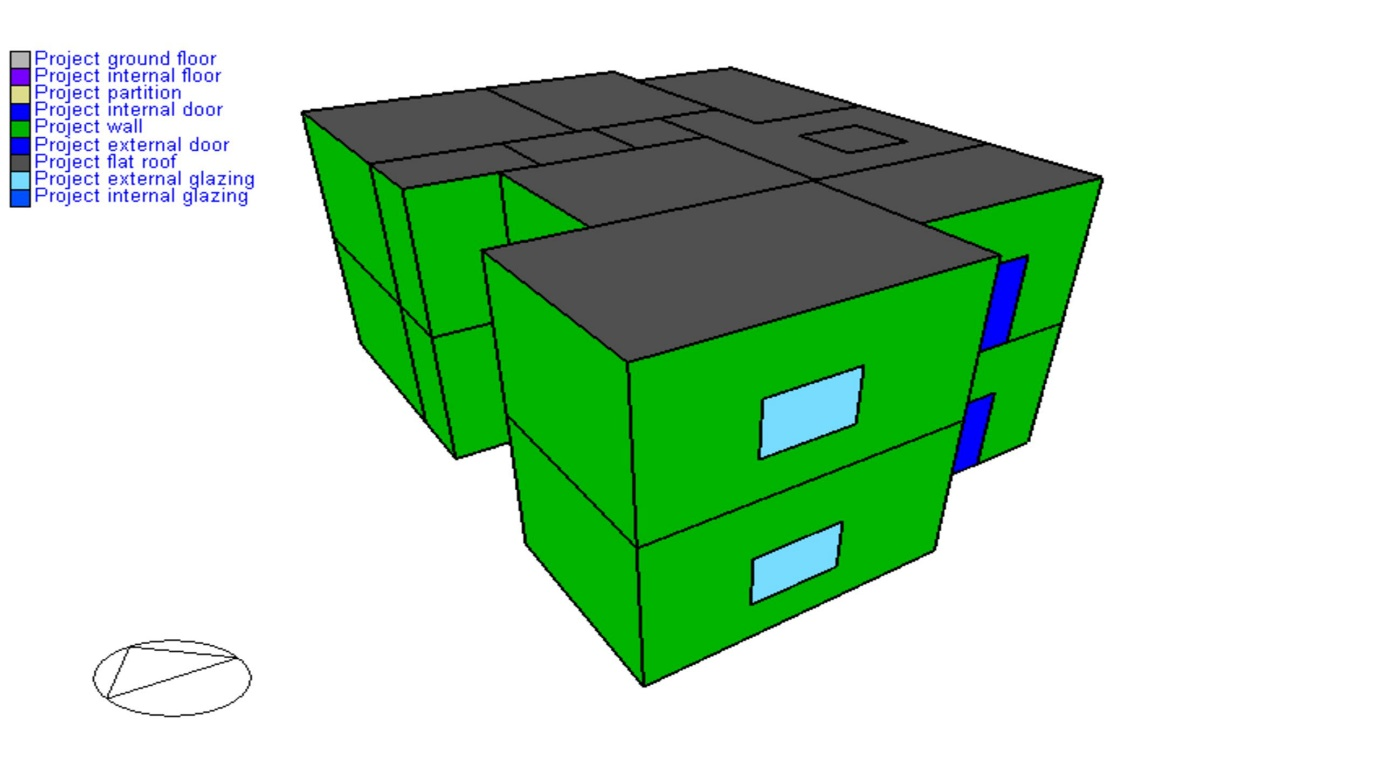 Project ground floor
Project internal floor
Project partition
Project internal door
Project wall
Project external door
Project flat roof
Project external glazing
Project internal glazing